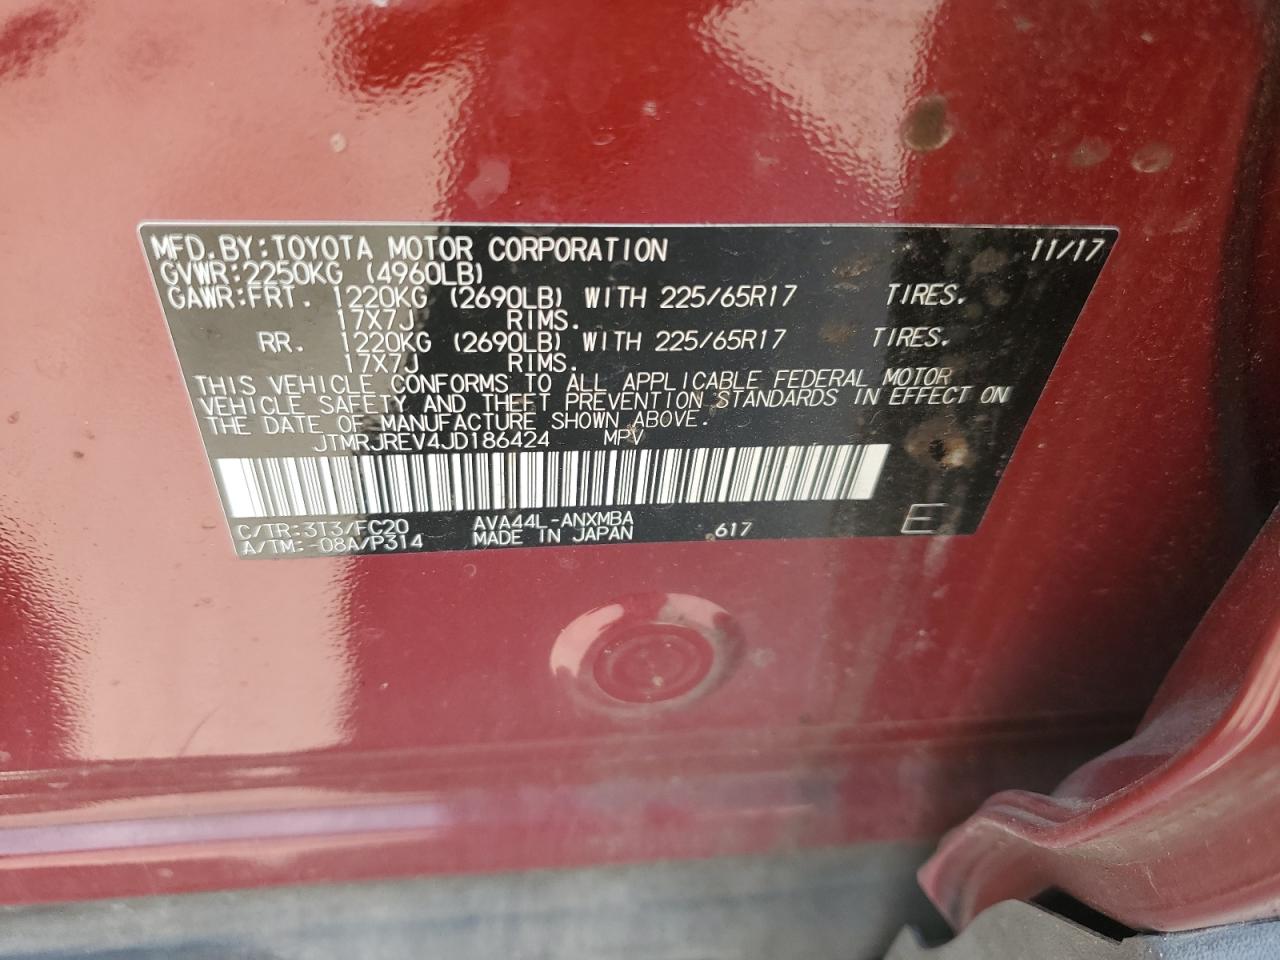 MFD.BY:TOYOTA MOTOR CORPORATION 11/17
GVWR:2250KG (4960LB)
GAWR:FRT. 1220KG (2690LB) WITH 225/65R17 TIRES.
17X7J RIMS.
RR. 1220KG (2690LB) WITH 225/65R17 TIRES.
17X7J RIMS.
THIS VEHICLE CONFORMS TO ALL APPLICABLE FEDERAL MOTOR
VEHICLE SAFETY AND THEFT PREVENTION STANDARDS IN EFFECT ON
THE DATE OF MANUFACTURE SHOWN ABOVE.
JTMRJREV4JD186424 MPV
C/TR:3T3/FC20 AVA44L-ANXMBA 617 E
A/TM:-08A/P314 MADE IN JAPAN